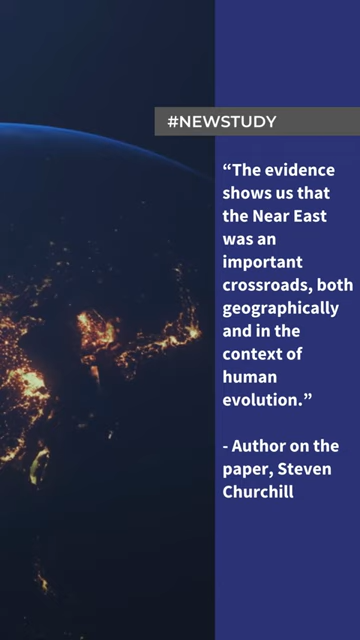 #NEWSTUDY
“The evidence
shows us that
the Near East
was an
important
crossroads, both
geographically
and in the
context of
human
evolution.”
- Author on the
paper, Steven
Churchill